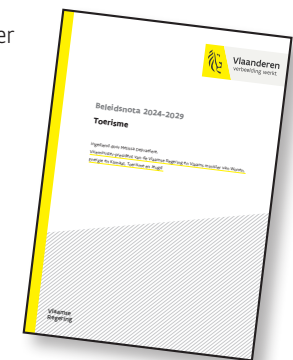 er
Vlaanderen
verbeelding werkt
Beleidsnota 2024-2029
Toerisme
Ingediend door Melissa Depraetere
Viceminister-president van de Vlaamse Regering en Vlaams minister van Wonen,
Energie en Klimaat, Toerisme en Jeugd
Vlaamse
Regering